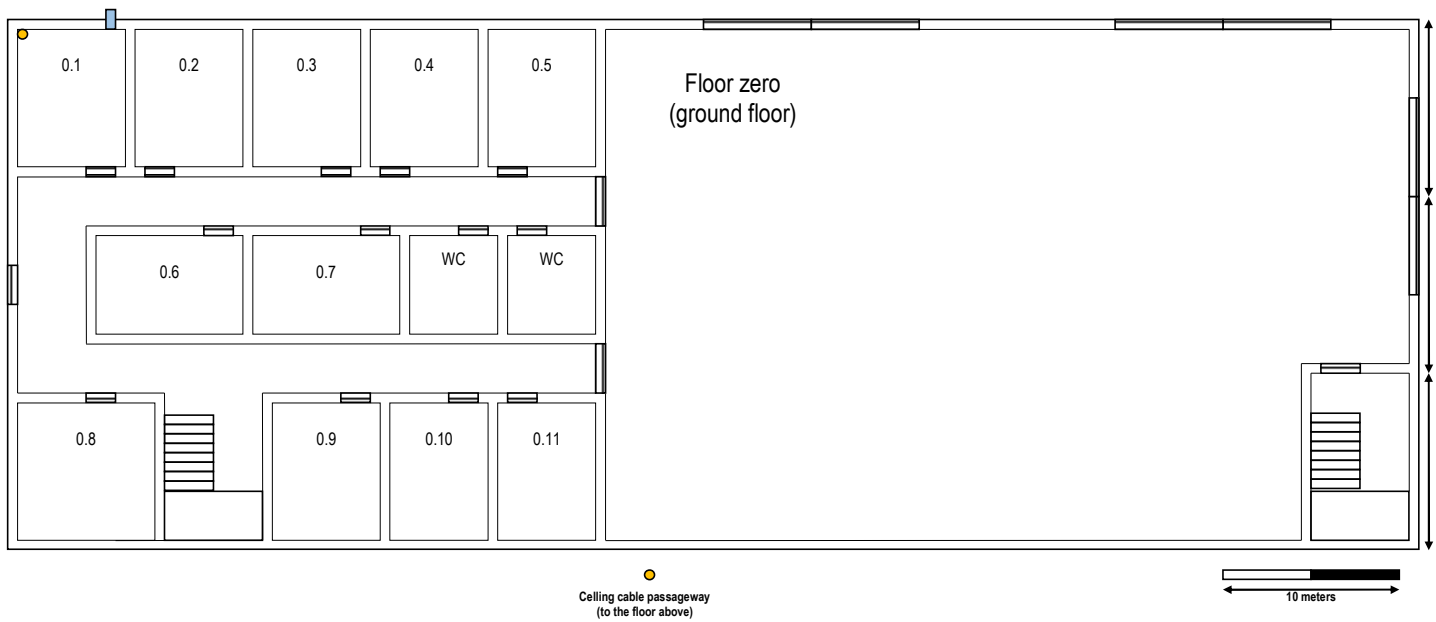 0.1
0.2
0.3
0.4
0.5
Floor zero
(ground floor)
0.6
0.7
WC
WC
0.8
0.9
0.10
0.11
Celling cable passageway
(to the floor above)
10 meters